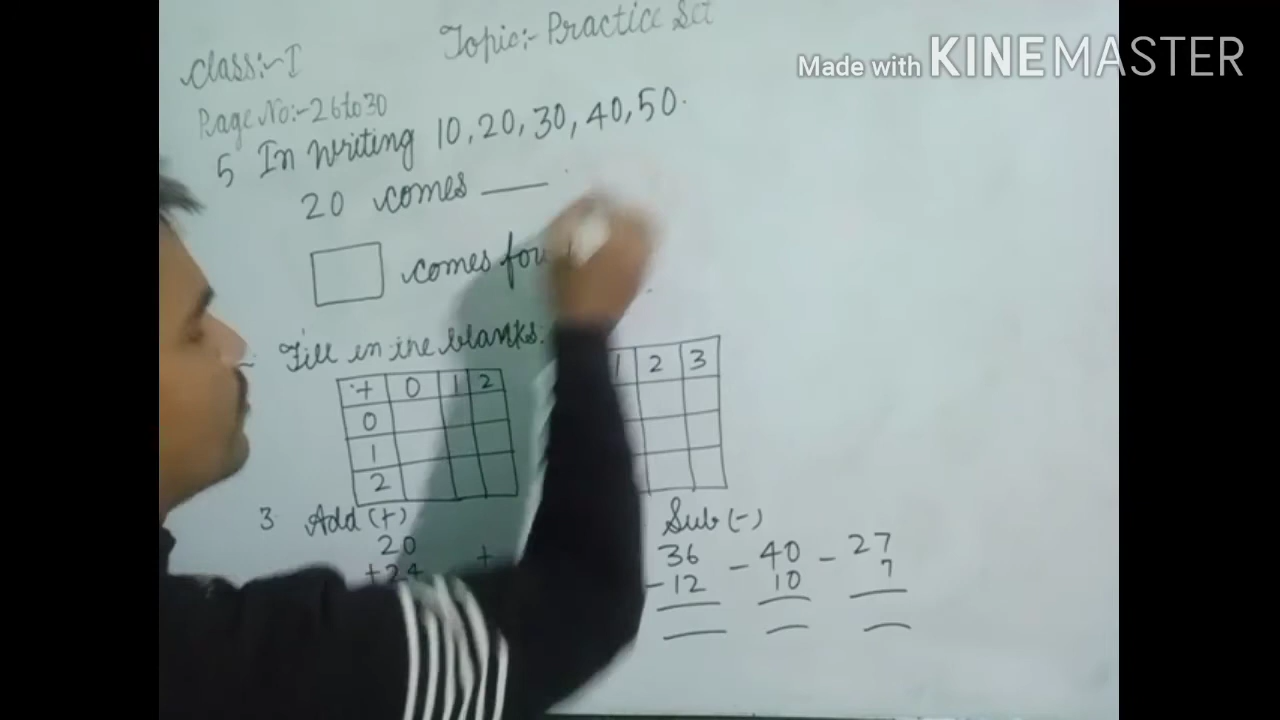 Topic:- Practice Set
Made with KINEMASTER
Class:- I
Page No:- 26 to 30
5 In Writing 10, 20, 30, 40, 50.
20 comes ___
comes
Fill in the blanks.
+ 0 1 2
0
1
2
1 2 3
3 Add (+)
20
+24
+
Sub (-)
36 - 40 - 27
-12 10 7